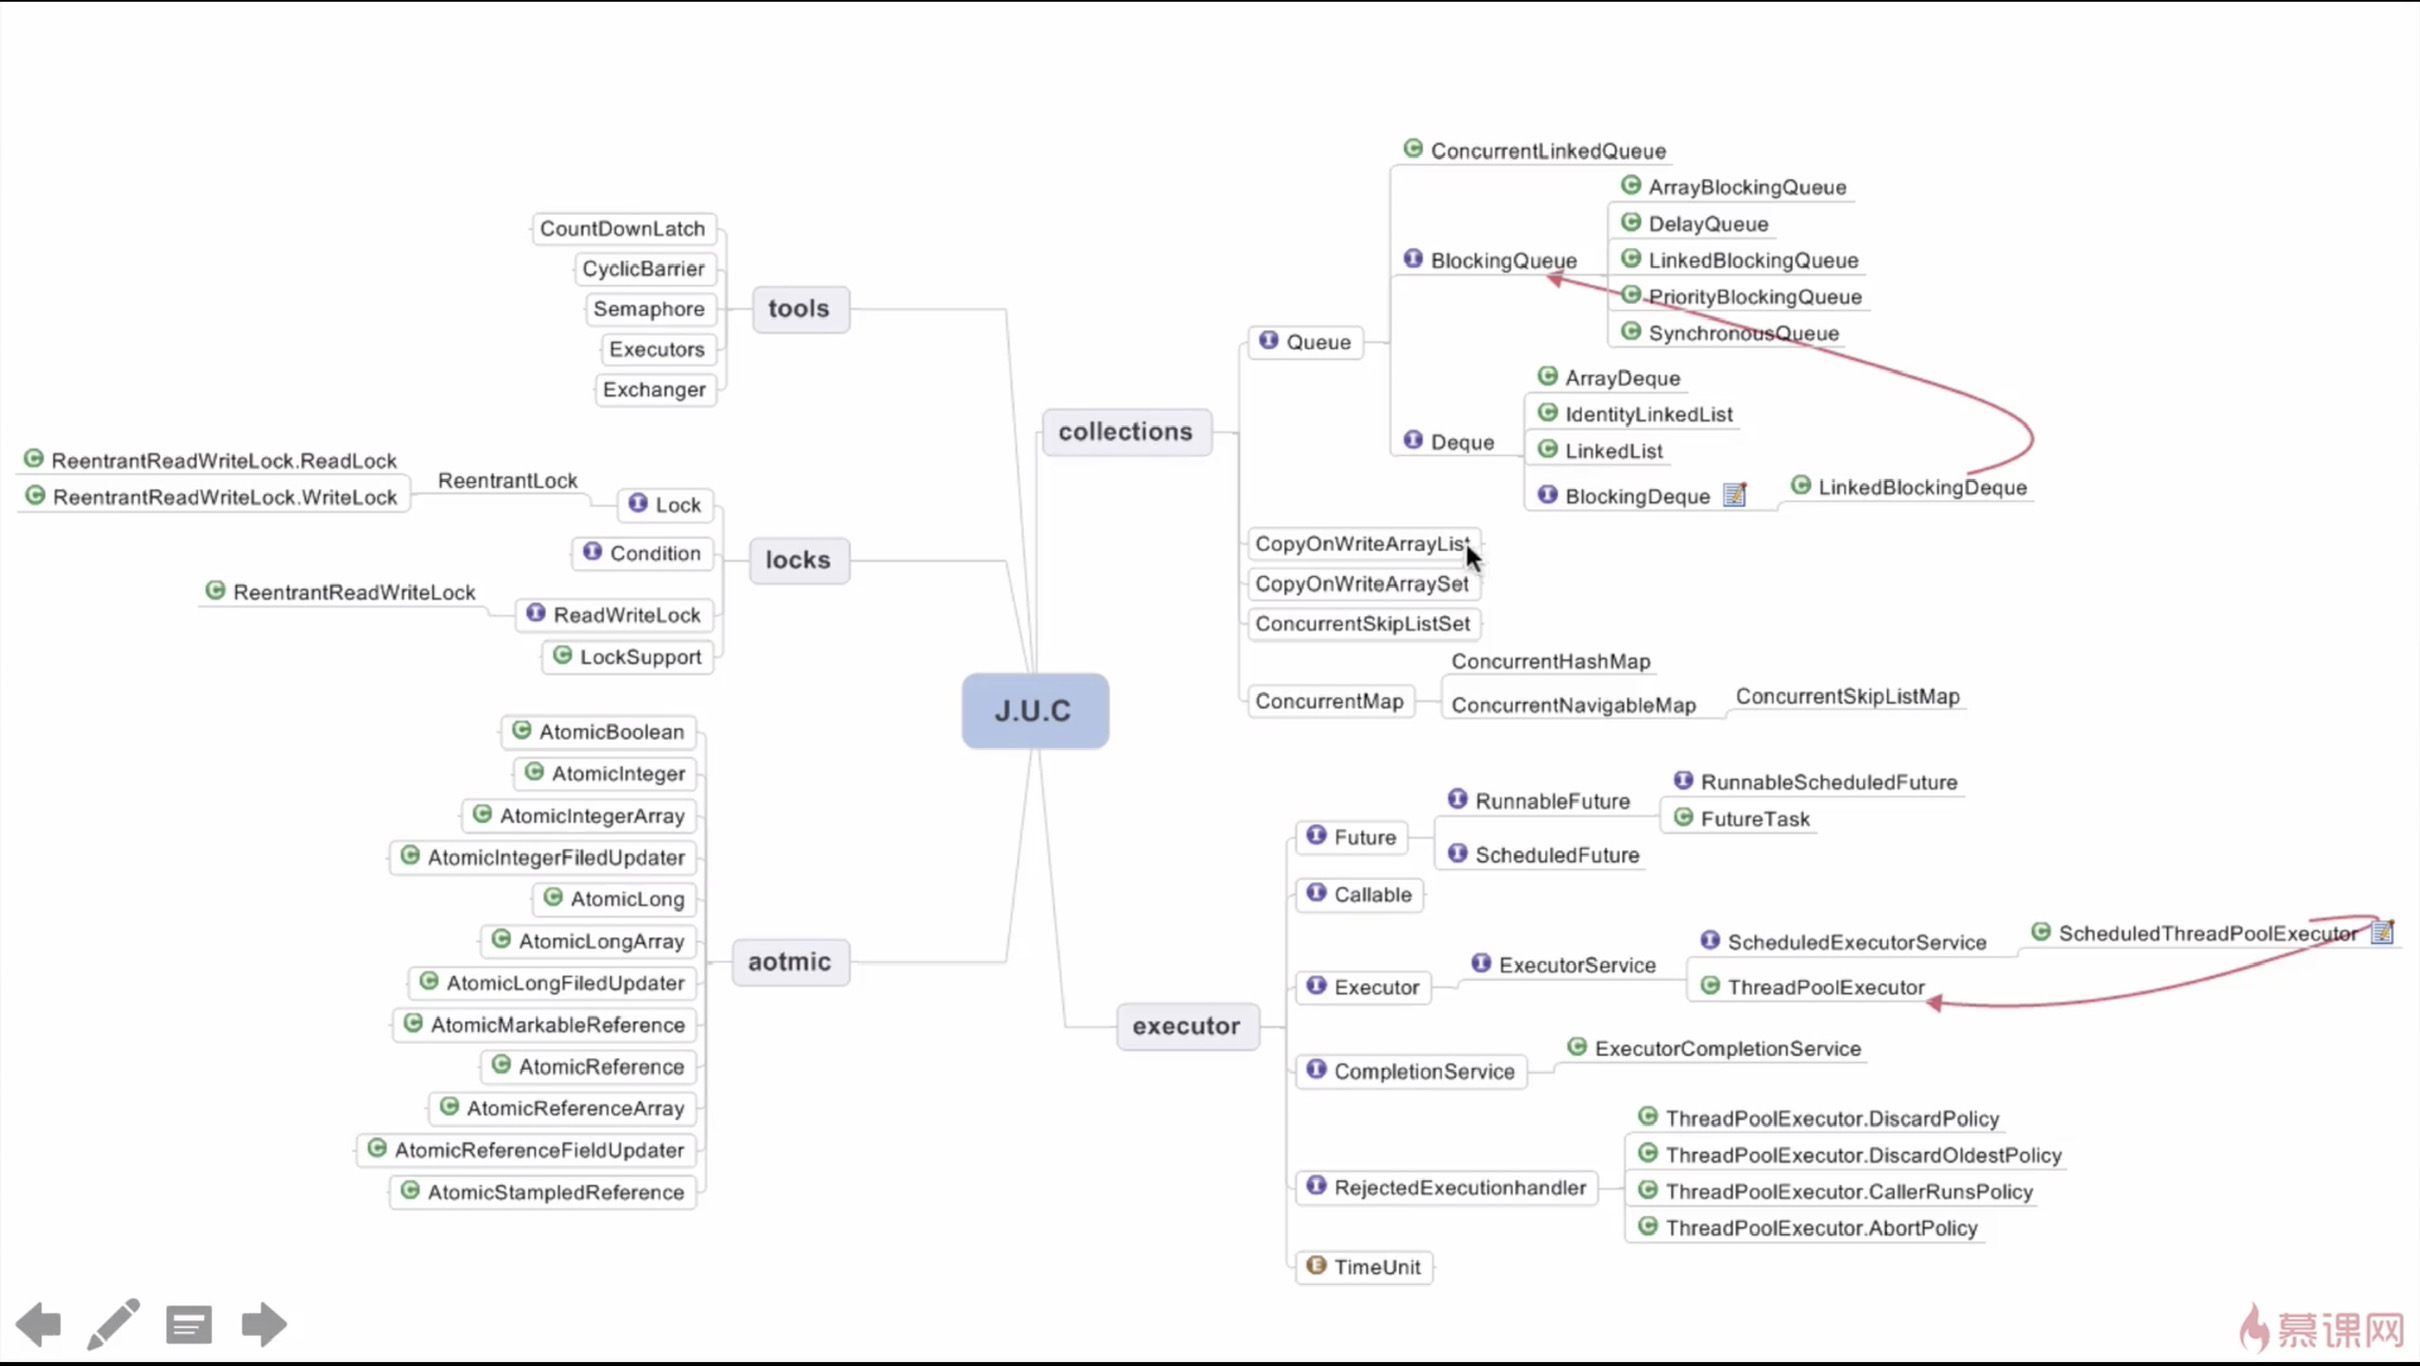 J.U.C
tools
CountDownLatch
CyclicBarrier
Semaphore
Executors
Exchanger
locks
Lock
ReentrantLock
ReentrantReadWriteLock.ReadLock
ReentrantReadWriteLock.WriteLock
Condition
ReadWriteLock
ReentrantReadWriteLock
LockSupport
aotmic
AtomicBoolean
AtomicInteger
AtomicIntegerArray
AtomicIntegerFiledUpdater
AtomicLong
AtomicLongArray
AtomicLongFiledUpdater
AtomicMarkableReference
AtomicReference
AtomicReferenceArray
AtomicReferenceFieldUpdater
AtomicStampedReference
collections
Queue
ConcurrentLinkedQueue
BlockingQueue
ArrayBlockingQueue
DelayQueue
LinkedBlockingQueue
PriorityBlockingQueue
SynchronousQueue
Deque
ArrayDeque
IdentityLinkedList
LinkedList
BlockingDeque
LinkedBlockingDeque
CopyOnWriteArrayList
CopyOnWriteArraySet
ConcurrentSkipListSet
ConcurrentMap
ConcurrentHashMap
ConcurrentNavigableMap
ConcurrentSkipListMap
executor
Future
RunnableFuture
RunnableScheduledFuture
FutureTask
ScheduledFuture
Callable
Executor
ExecutorService
ScheduledExecutorService
ScheduledThreadPoolExecutor
ThreadPoolExecutor
CompletionService
ExecutorCompletionService
RejectedExecutionhandler
ThreadPoolExecutor.DiscardPolicy
ThreadPoolExecutor.DiscardOldestPolicy
ThreadPoolExecutor.CallerRunsPolicy
ThreadPoolExecutor.AbortPolicy
TimeUnit
慕课网